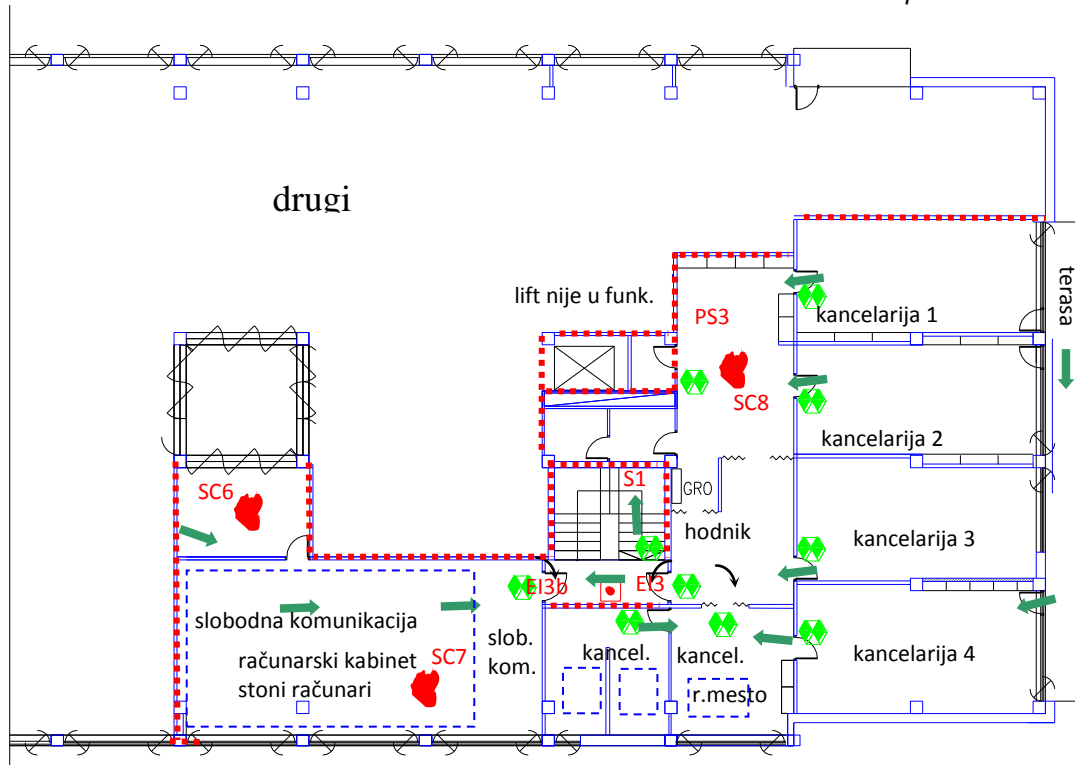 drugi
lift nije u funk.
PS3
kancelarija 1
terasa
SC8
kancelarija 2
SC6
S1
GRO
hodnik
kancelarija 3
EI3b
EI3
slobodna komunikacija
računarski kabinet
stoni računari
SC7
slob.
kom.
kancel.
kancel.
r.mesto
kancelarija 4